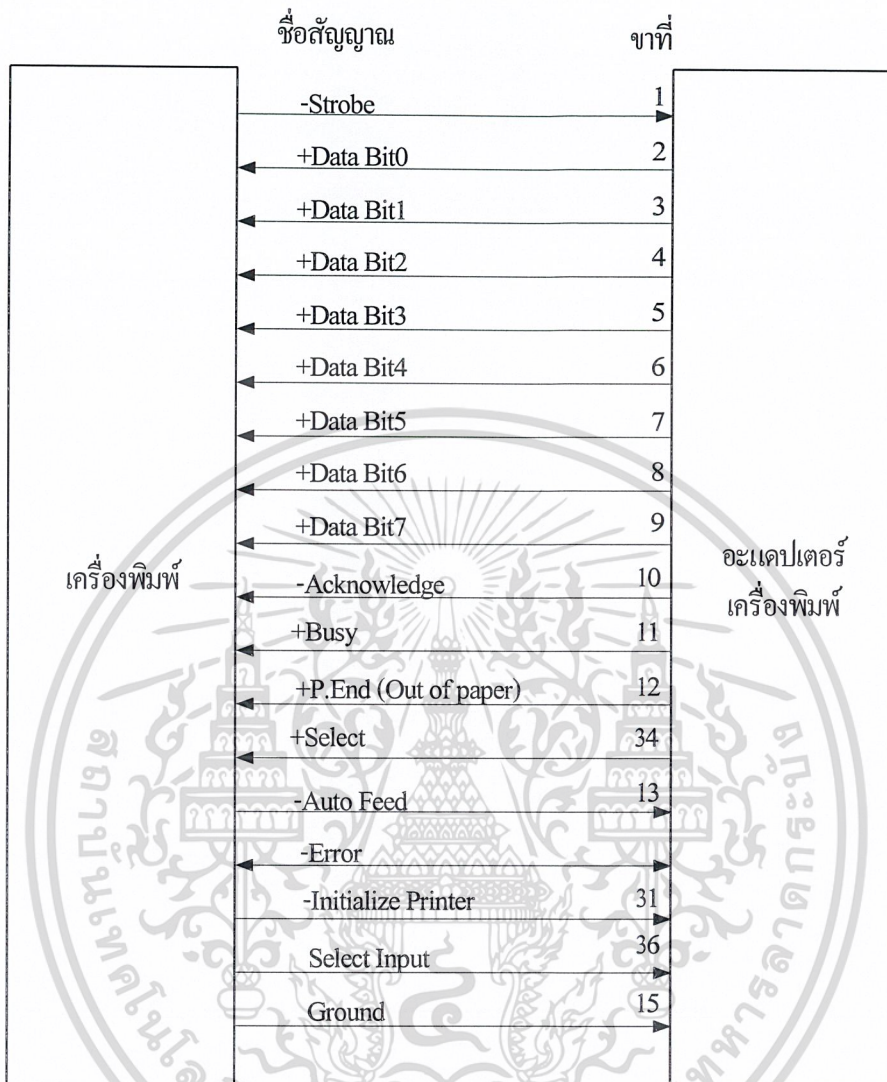 ชื่อสัญญาณ ขาที่
-Strobe 1
+Data Bit0 2
+Data Bit1 3
+Data Bit2 4
+Data Bit3 5
+Data Bit4 6
+Data Bit5 7
+Data Bit6 8
+Data Bit7 9
-Acknowledge 10
+Busy 11
+P.End (Out of paper) 12
+Select 34
-Auto Feed 13
-Error
-Initialize Printer 31
Select Input 36
Ground 15
เครื่องพิมพ์
อะแดปเตอร์
เครื่องพิมพ์